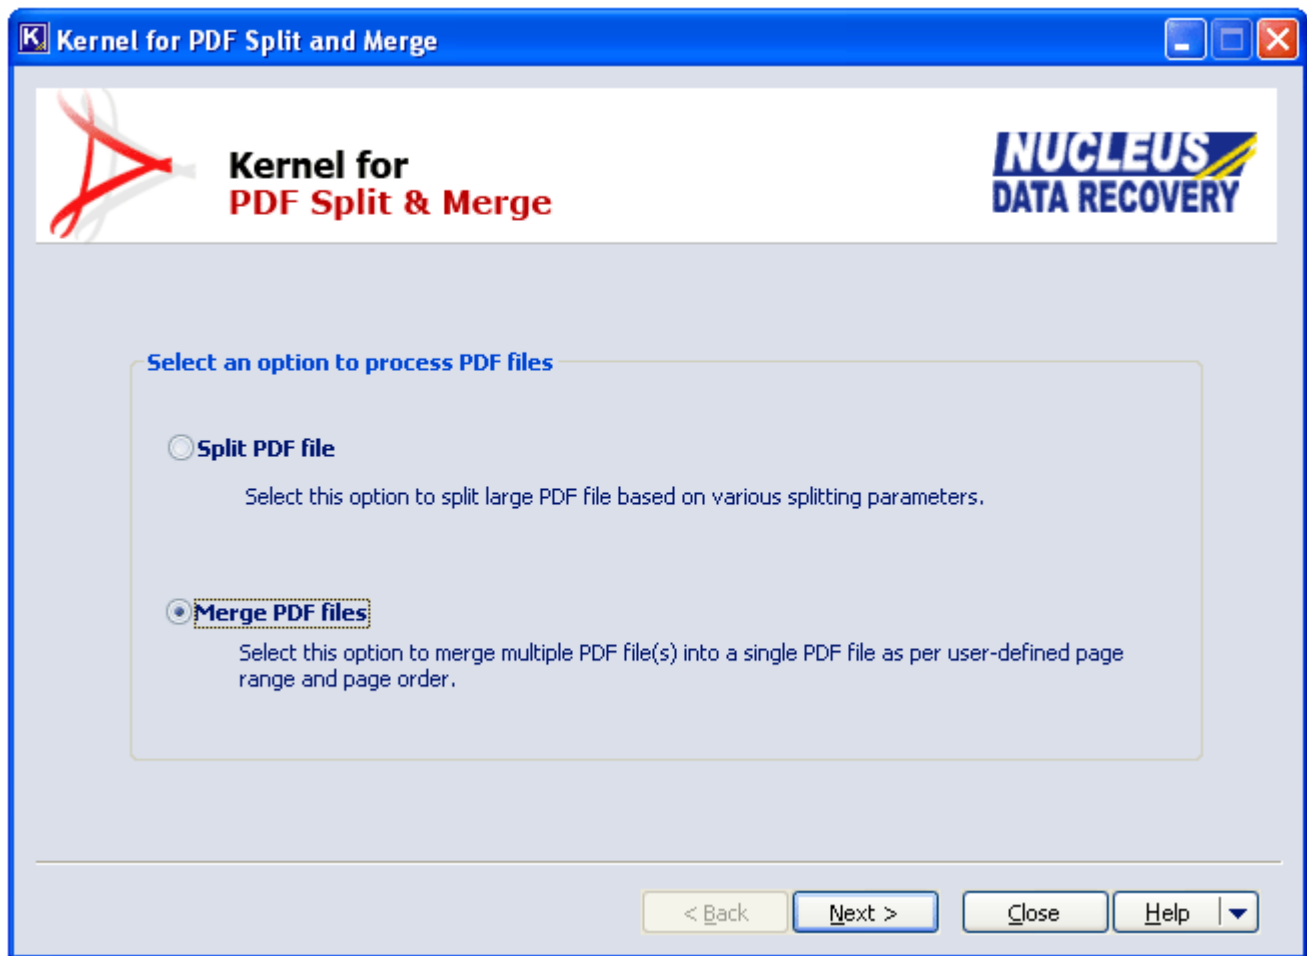 K Kernel for PDF Split and Merge
Kernel for
PDF Split & Merge
NUCLEUS
DATA RECOVERY
Select an option to process PDF files
Split PDF file
Select this option to split large PDF file based on various splitting parameters.
Merge PDF files
Select this option to merge multiple PDF file(s) into a single PDF file as per user-defined page
range and page order.
< Back Next > Close Help